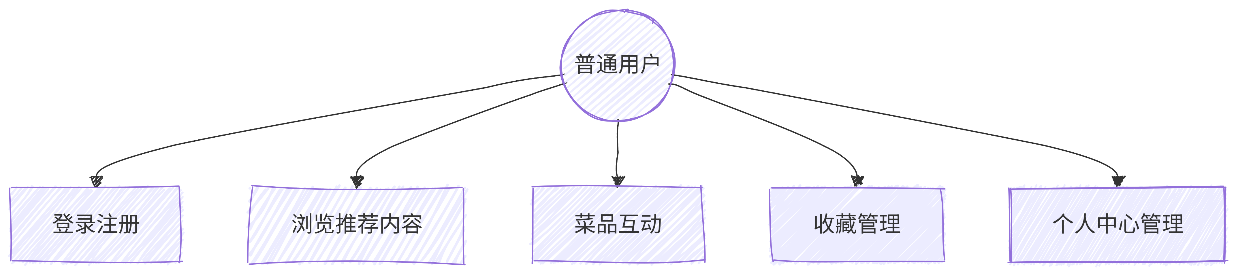 普通用户
登录注册
浏览推荐内容
菜品互动
收藏管理
个人中心管理